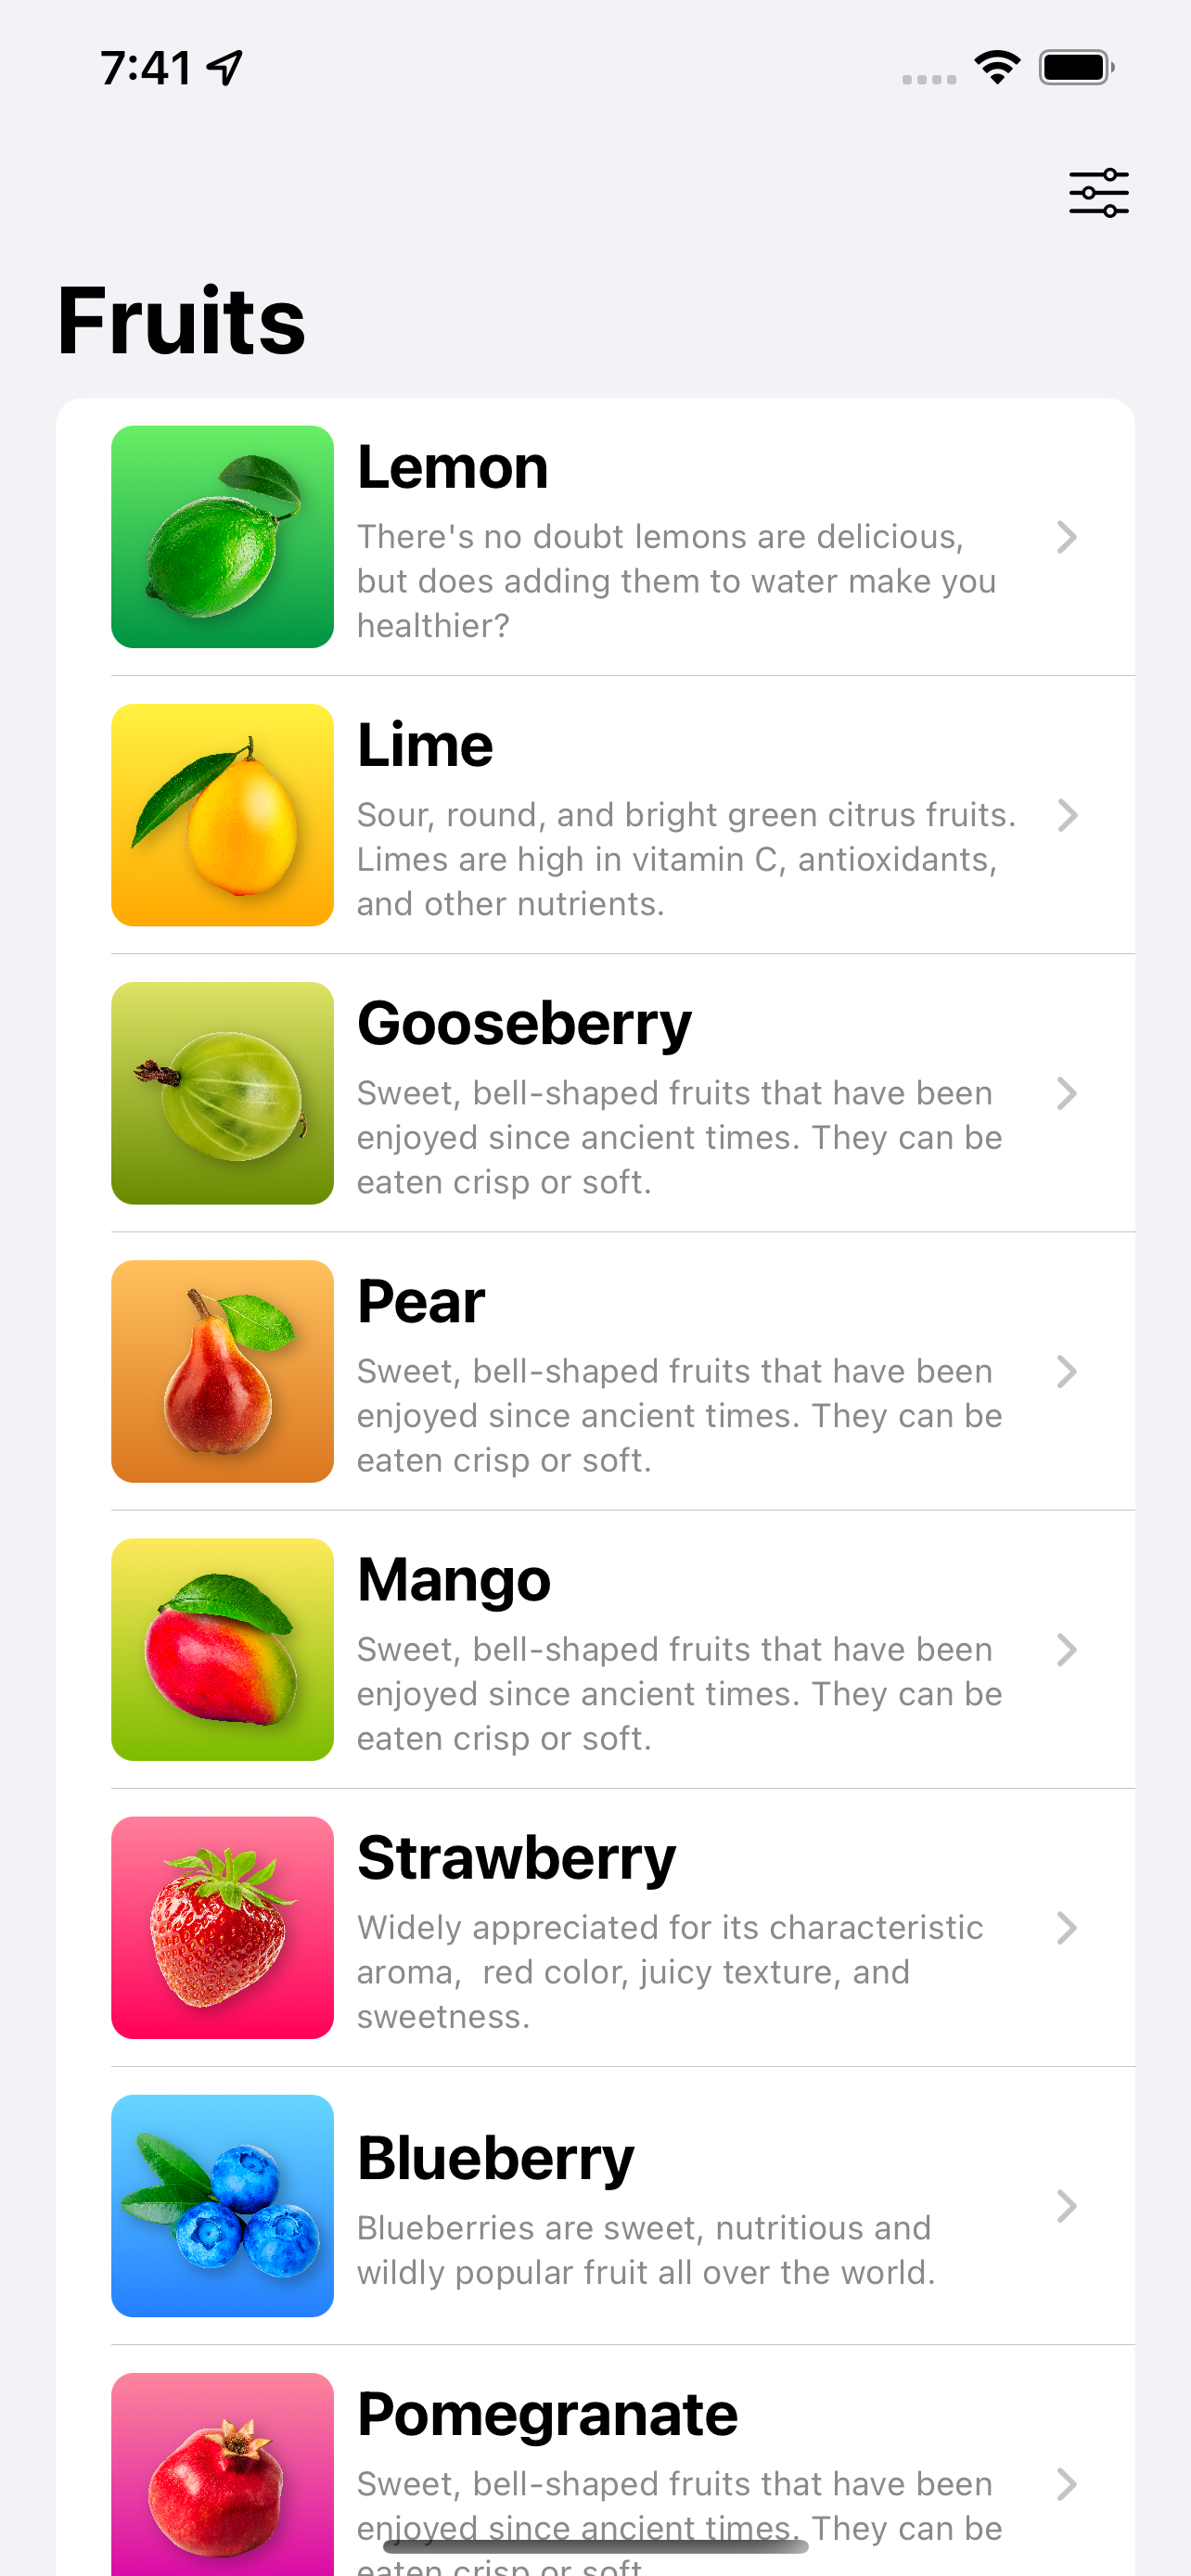 7:41
Fruits
Lemon
There's no doubt lemons are delicious,
but does adding them to water make you
healthier?
Lime
Sour, round, and bright green citrus fruits.
Limes are high in vitamin C, antioxidants,
and other nutrients.
Gooseberry
Sweet, bell-shaped fruits that have been
enjoyed since ancient times. They can be
eaten crisp or soft.
Pear
Sweet, bell-shaped fruits that have been
enjoyed since ancient times. They can be
eaten crisp or soft.
Mango
Sweet, bell-shaped fruits that have been
enjoyed since ancient times. They can be
eaten crisp or soft.
Strawberry
Widely appreciated for its characteristic
aroma,  red color, juicy texture, and
sweetness.
Blueberry
Blueberries are sweet, nutritious and
wildly popular fruit all over the world.
Pomegranate
Sweet, bell-shaped fruits that have been
enjoyed since ancient times. They can be
eaten crisp or soft.